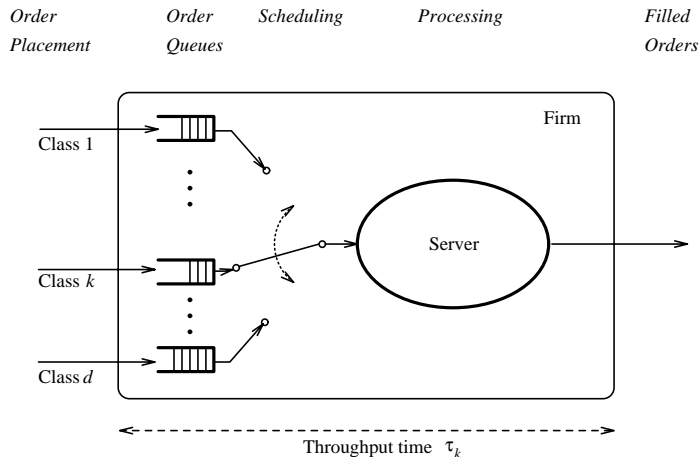 Order Placement
Order Queues
Scheduling
Processing
Filled Orders
Firm
Class 1
Server
Class k
Class d
Throughput time τk